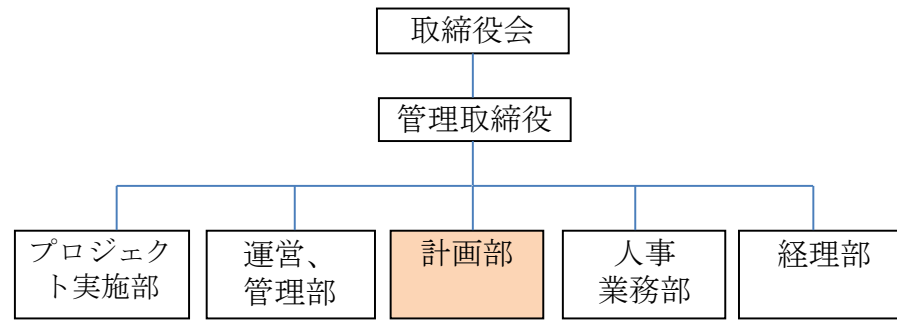 取締役会
管理取締役
プロジェク
ト実施部
運営、
管理部
計画部
人事
業務部
経理部